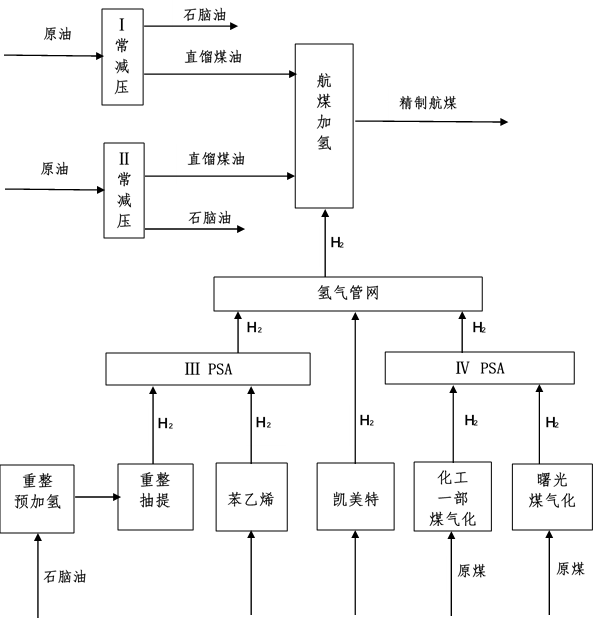 石脑油
原油
Ⅰ
常
减
压
直馏煤油
航
煤
加
氢
精制航煤
原油
Ⅱ
常
减
压
直馏煤油
石脑油
H₂
氢气管网
H₂
H₂
Ⅲ PSA
Ⅳ PSA
H₂
H₂
H₂
H₂
H₂
重整
预加氢
重整
抽提
苯乙烯
凯美特
化工
一部
煤气化
曙光
煤气化
石脑油
原煤
原煤